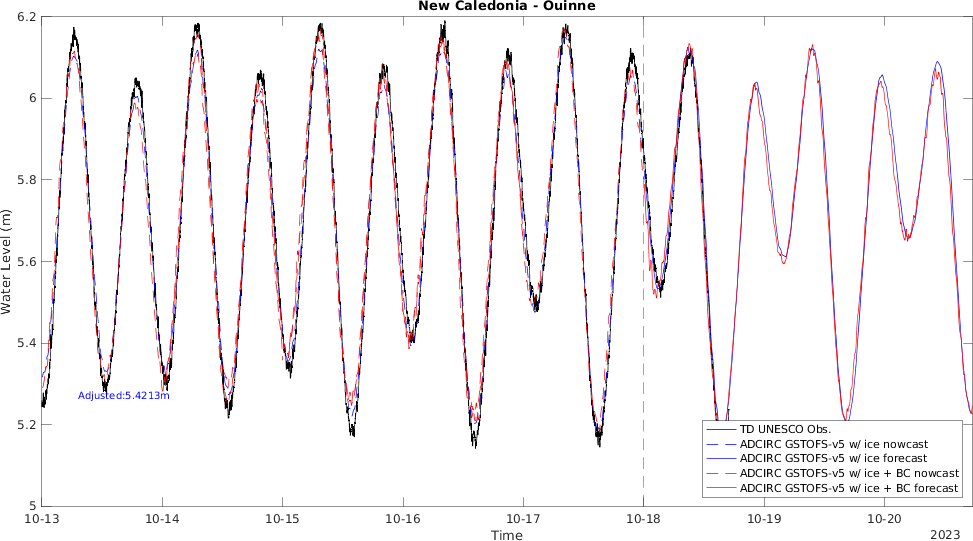 New Caledonia - Ouinne
6.2
6
5.8
5.6
5.4
5.2
5
Water Level (m)
Adjusted:5.4213m
TD UNESCO Obs.
ADCIRC GSTOFS-v5 w/ ice nowcast
ADCIRC GSTOFS-v5 w/ ice forecast
ADCIRC GSTOFS-v5 w/ ice + BC nowcast
ADCIRC GSTOFS-v5 w/ ice + BC forecast
10-13 10-14 10-15 10-16 10-17 10-18 10-19 10-20
Time
2023